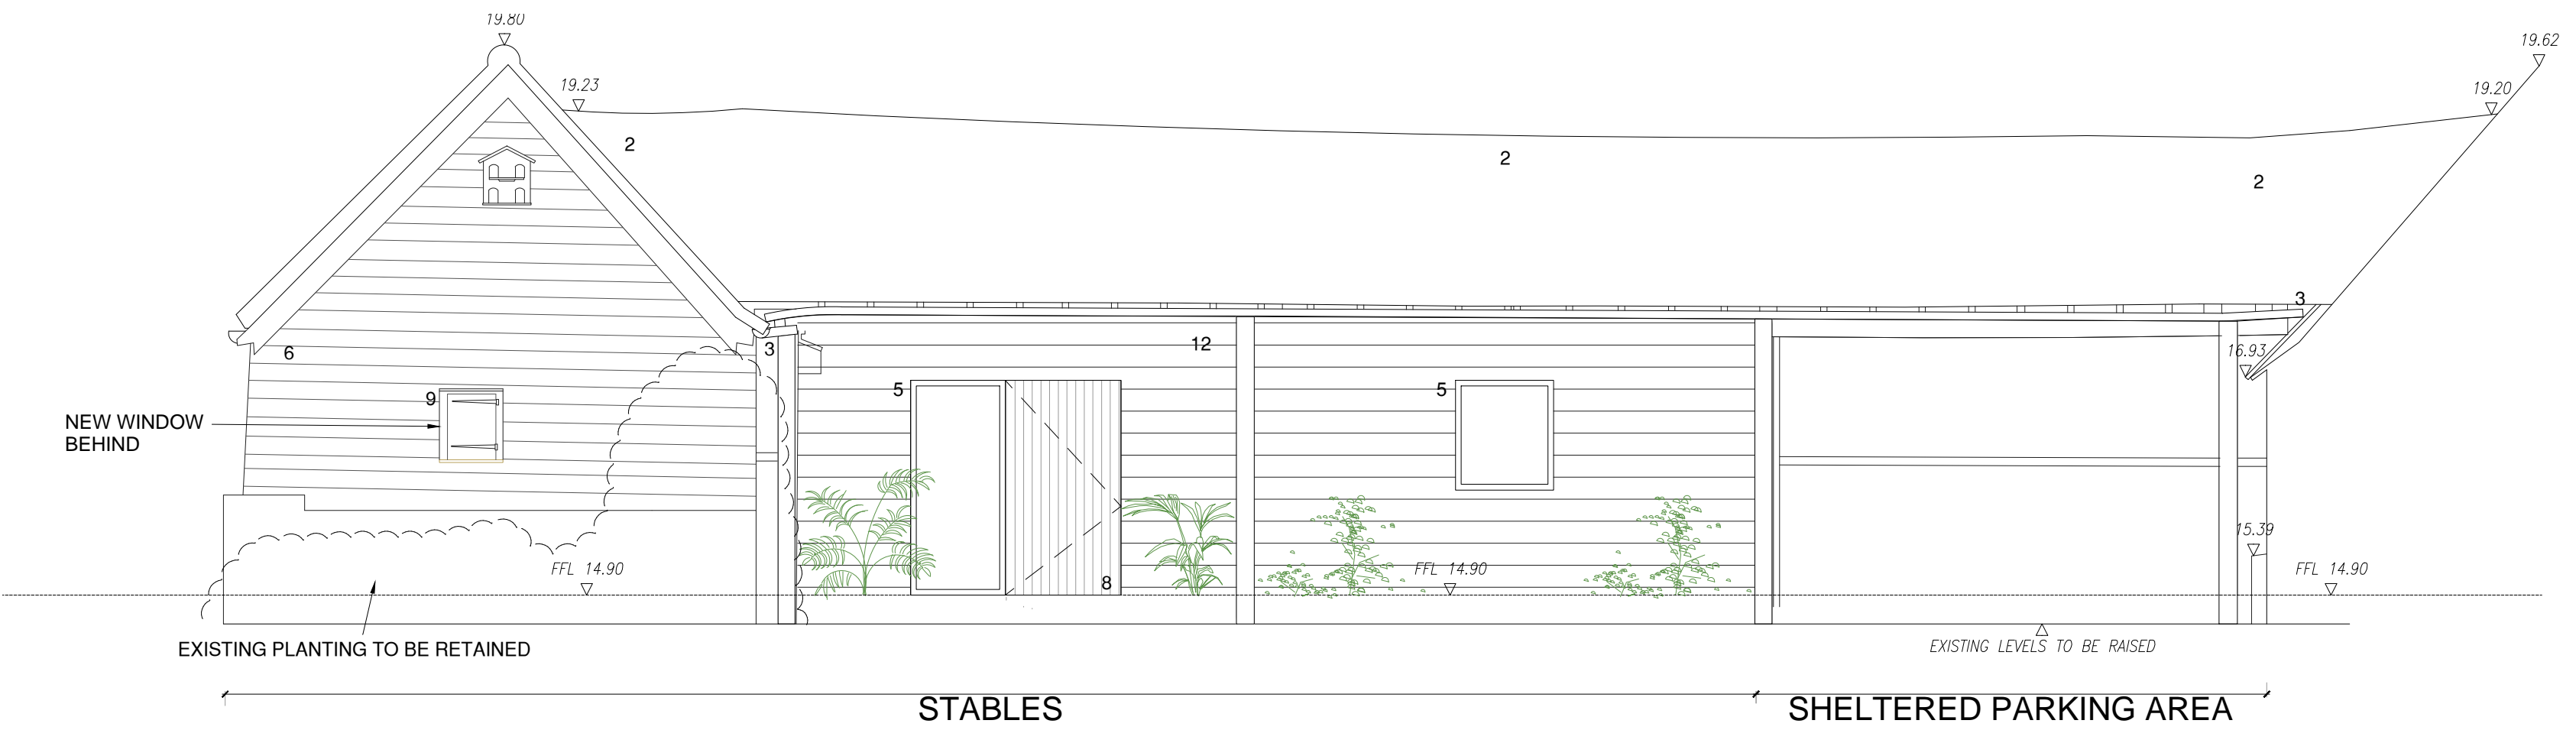 19.80
19.62
19.23
19.20
2
2
2
3
16.93
12
3
6
5
5
9
NEW WINDOW
BEHIND
15.39
FFL 14.90
FFL 14.90
FFL 14.90
8
EXISTING PLANTING TO BE RETAINED
EXISTING LEVELS TO BE RAISED
STABLES
SHELTERED PARKING AREA